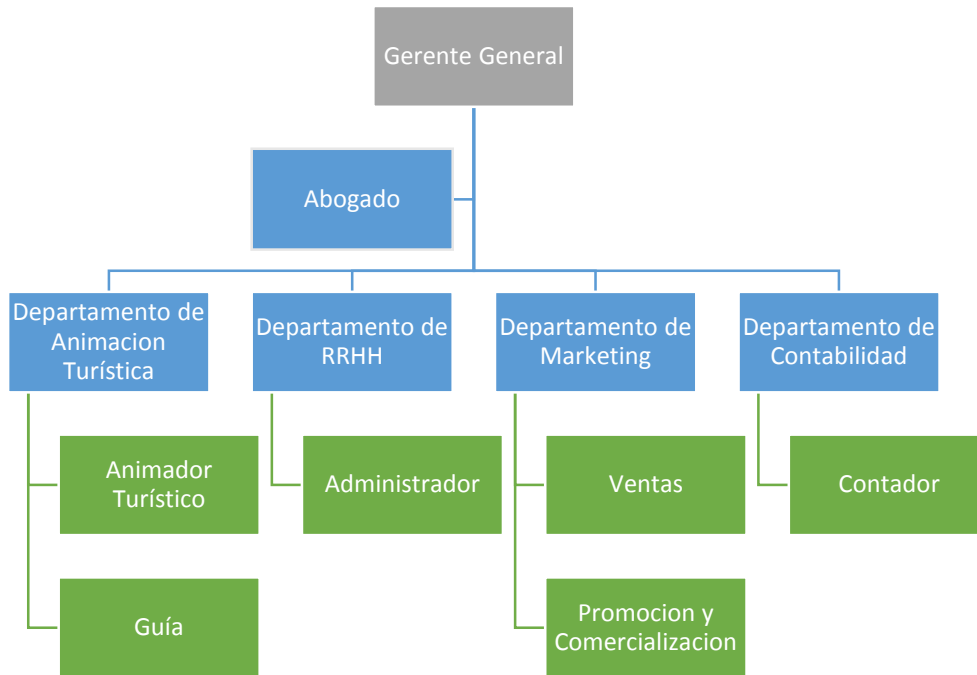 Gerente General
Abogado
Departamento de
Animacion
Turística
Departamento de
RRHH
Departamento de
Marketing
Departamento de
Contabilidad
Animador
Turístico
Administrador
Ventas
Contador
Guía
Promocion y
Comercializacion